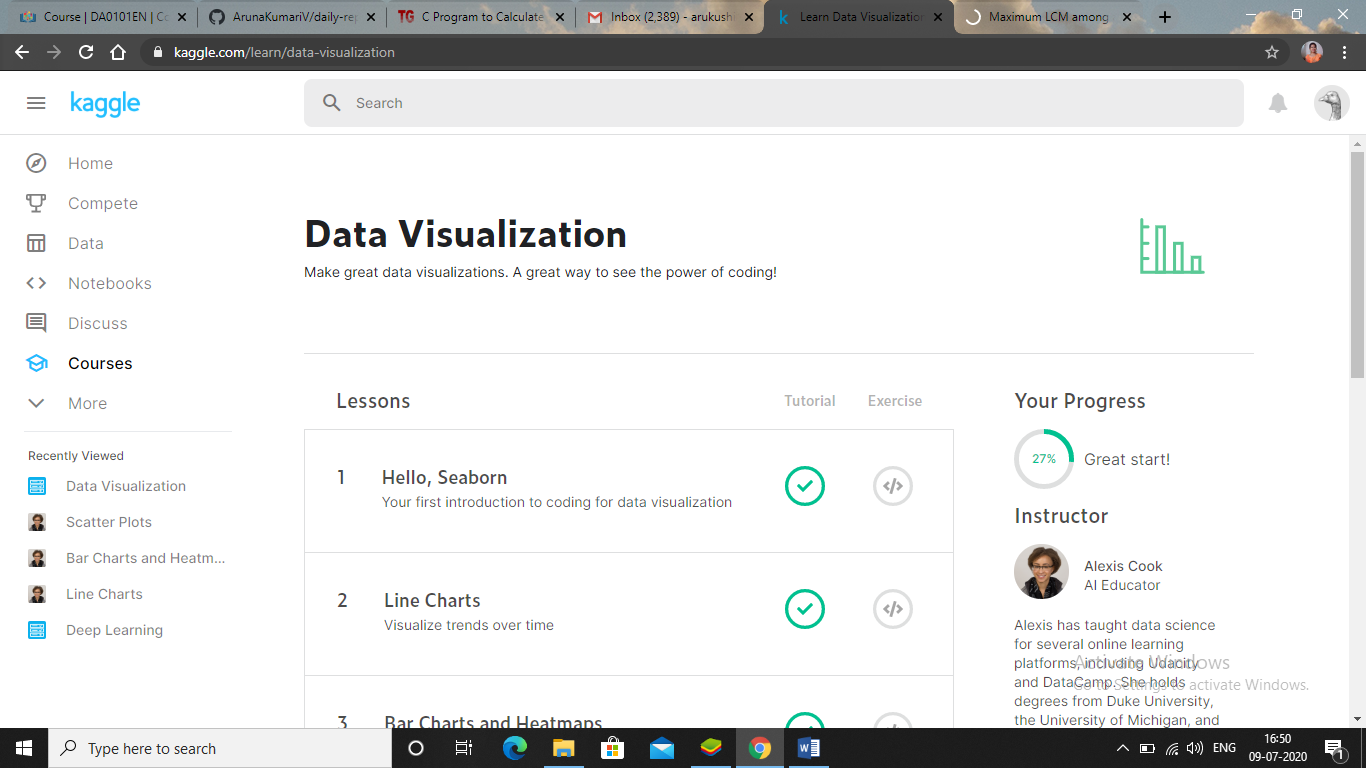 Course | DA0101EN | Co
ArunaKumariV/daily-rep
TG C Program to Calculate
Inbox (2,389) - arukushi
Learn Data Visualization
Maximum LCM among
kaggle.com/learn/data-visualization
kaggle
Search
Home
Compete
Data
Notebooks
Discuss
Courses
More
Recently Viewed
Data Visualization
Scatter Plots
Bar Charts and Heatm...
Line Charts
Deep Learning
Data Visualization
Make great data visualizations. A great way to see the power of coding!
Lessons
Tutorial
Exercise
1 Hello, Seaborn
Your first introduction to coding for data visualization
2 Line Charts
Visualize trends over time
3 Bar Charts and Heatmaps
Your Progress
27% Great start!
Instructor
Alexis Cook
AI Educator
Alexis has taught data science
for several online learning
platforms, including Udacity
and DataCamp. She holds
degrees from Duke University,
the University of Michigan, and
Activate Windows
Go to Settings to activate Windows.
Type here to search
ENG
16:50
09-07-2020
1